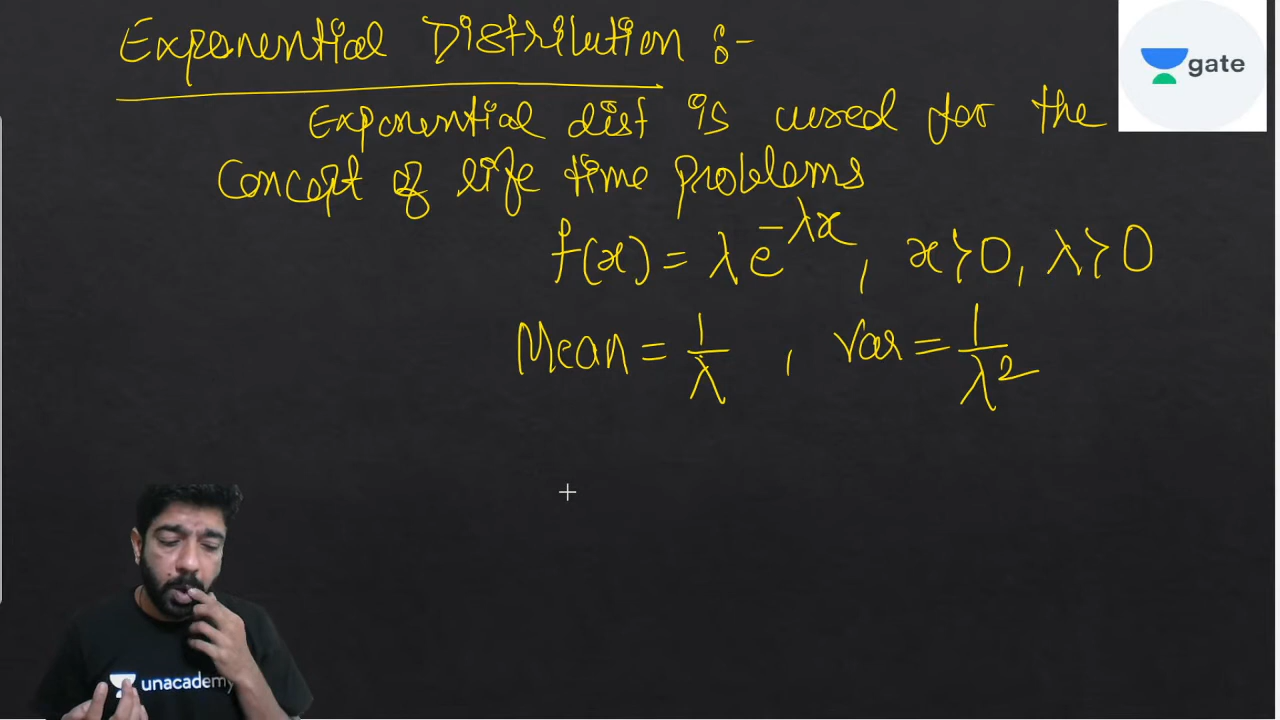 Exponential Distribution :-
gate
Exponential dist is used for the
Concept of life time problems
f(x) = λe^{-λx}, x>0, λ>0
Mean = 1/λ , Var = 1/λ²
unacademy